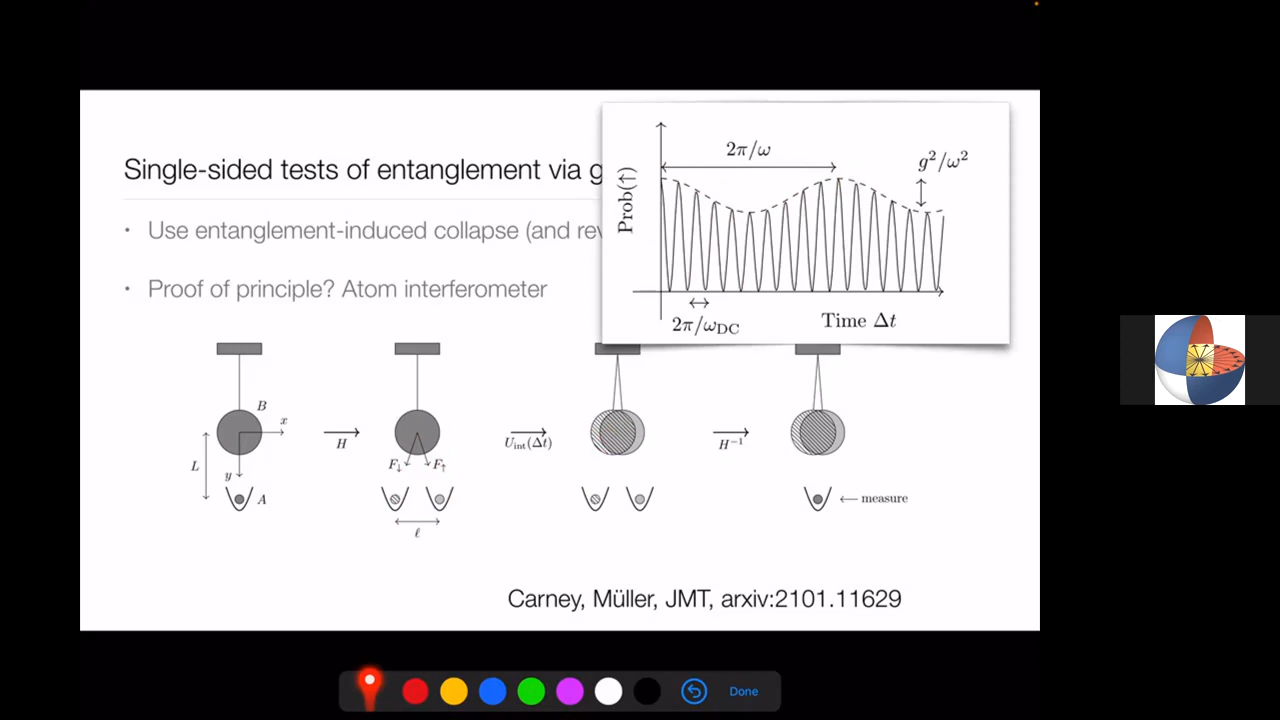 Single-sided tests of entanglement via g
• Use entanglement-induced collapse (and rev
• Proof of principle? Atom interferometer
2π/ω
g²/ω²
Prob(↑)
2π/ω_DC
Time Δt
B
x
L
y
A
H
F↓
F↑
ℓ
U_int(Δt)
H⁻¹
measure
Carney, Müller, JMT, arxiv:2101.11629
Done